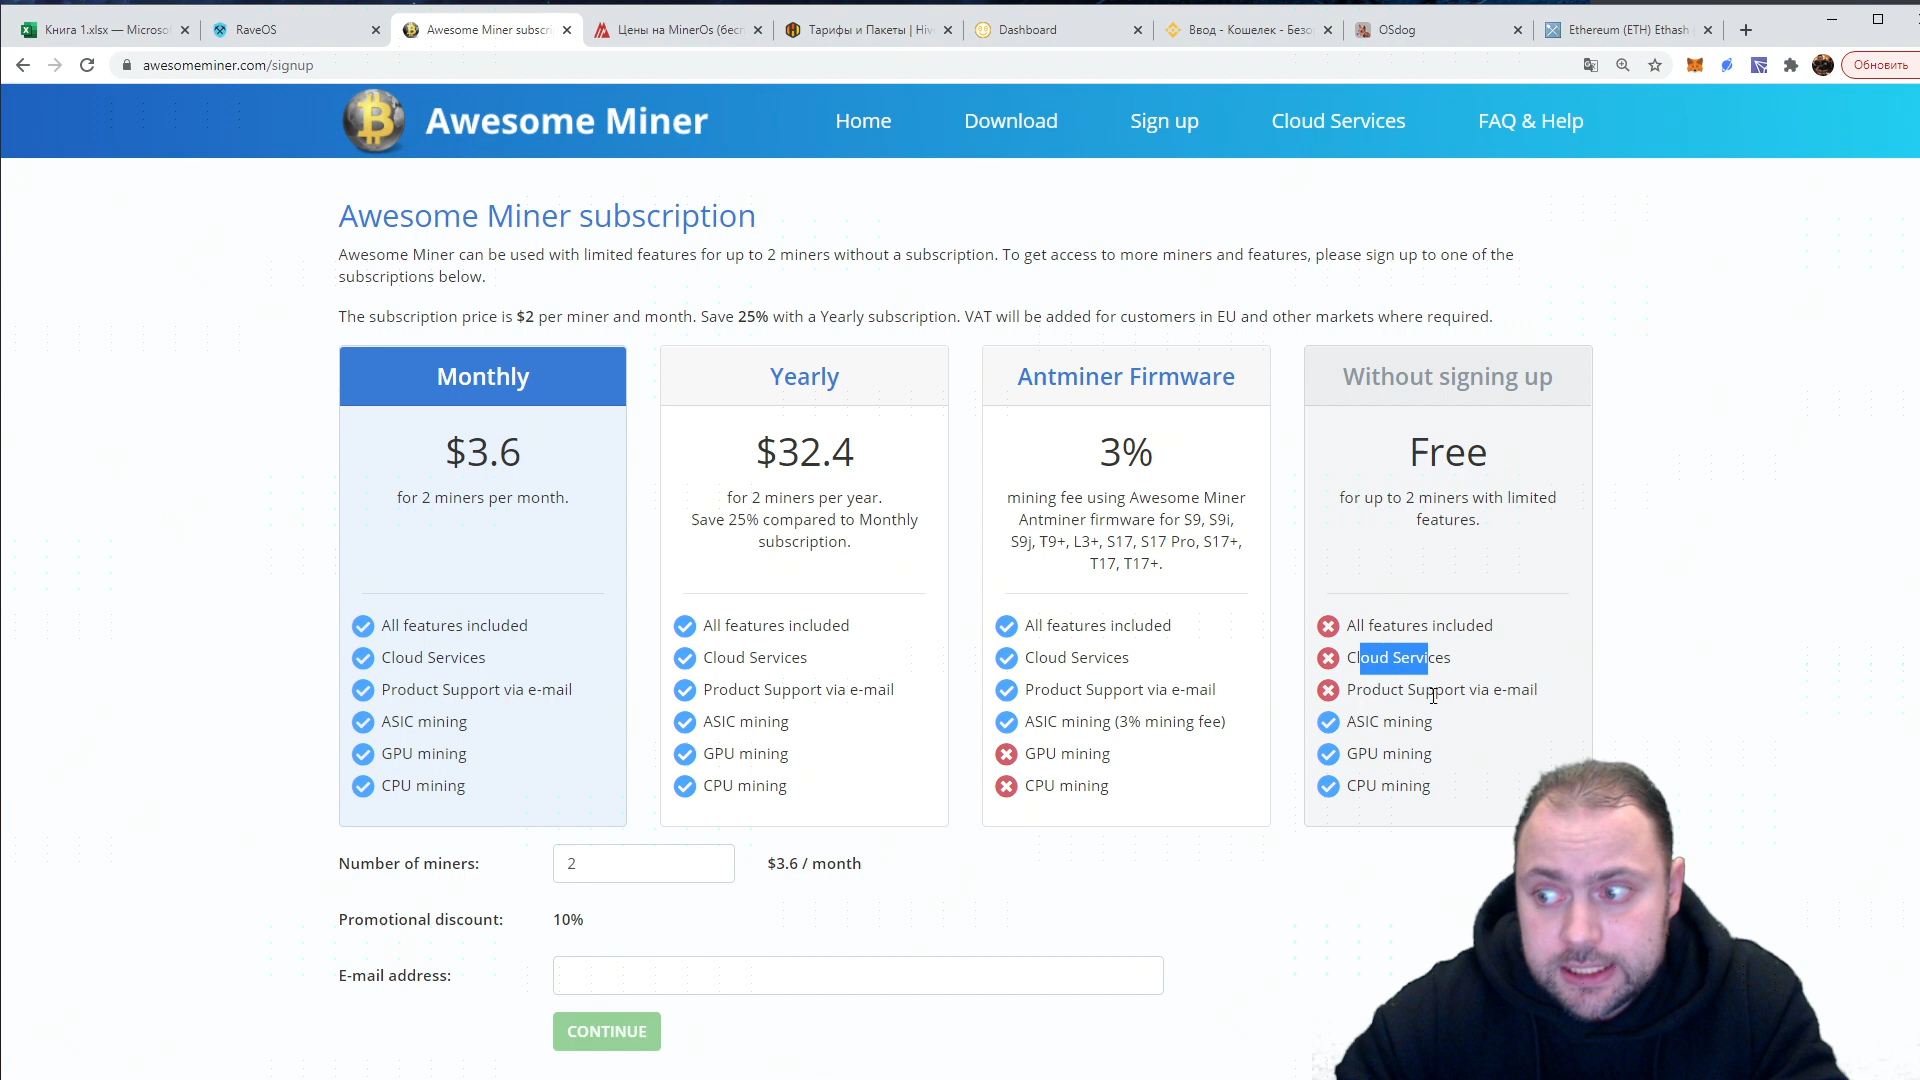 Книга 1.xlsx — Microsof
RaveOS
Awesome Miner subscri
Цены на MinerOs (бесп
Тарифы и Пакеты | Hiv
Dashboard
Ввод - Кошелек - Безо
OSdog
Ethereum (ETH) Ethash
awesomeminer.com/signup
Обновить
Awesome Miner
Home
Download
Sign up
Cloud Services
FAQ & Help
Awesome Miner subscription
Awesome Miner can be used with limited features for up to 2 miners without a subscription. To get access to more miners and features, please sign up to one of the
subscriptions below.
The subscription price is $2 per miner and month. Save 25% with a Yearly subscription. VAT will be added for customers in EU and other markets where required.
Monthly
$3.6
for 2 miners per month.
All features included
Cloud Services
Product Support via e-mail
ASIC mining
GPU mining
CPU mining
Yearly
$32.4
for 2 miners per year.
Save 25% compared to Monthly
subscription.
All features included
Cloud Services
Product Support via e-mail
ASIC mining
GPU mining
CPU mining
Antminer Firmware
3%
mining fee using Awesome Miner
Antminer firmware for S9, S9i,
S9j, T9+, L3+, S17, S17 Pro, S17+,
T17, T17+.
All features included
Cloud Services
Product Support via e-mail
ASIC mining (3% mining fee)
GPU mining
CPU mining
Without signing up
Free
for up to 2 miners with limited
features.
All features included
Cloud Services
Product Support via e-mail
ASIC mining
GPU mining
CPU mining
Number of miners:
2
$3.6 / month
Promotional discount:
10%
E-mail address:
CONTINUE